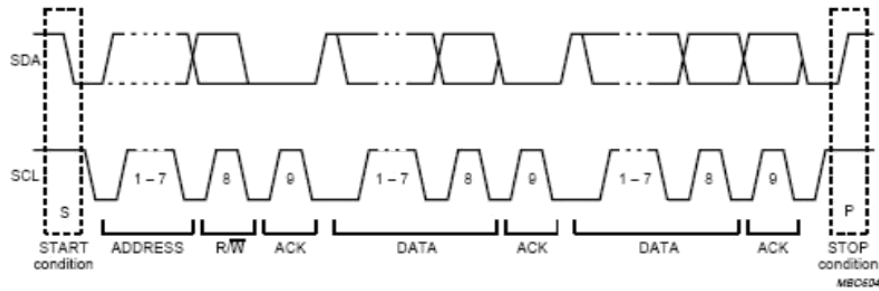 SDA
SCL
1 – 7 8 9 1 – 7 8 9 1 – 7 8 9
S P
START condition ADDRESS R/W̅ ACK DATA ACK DATA ACK STOP condition
MBC604